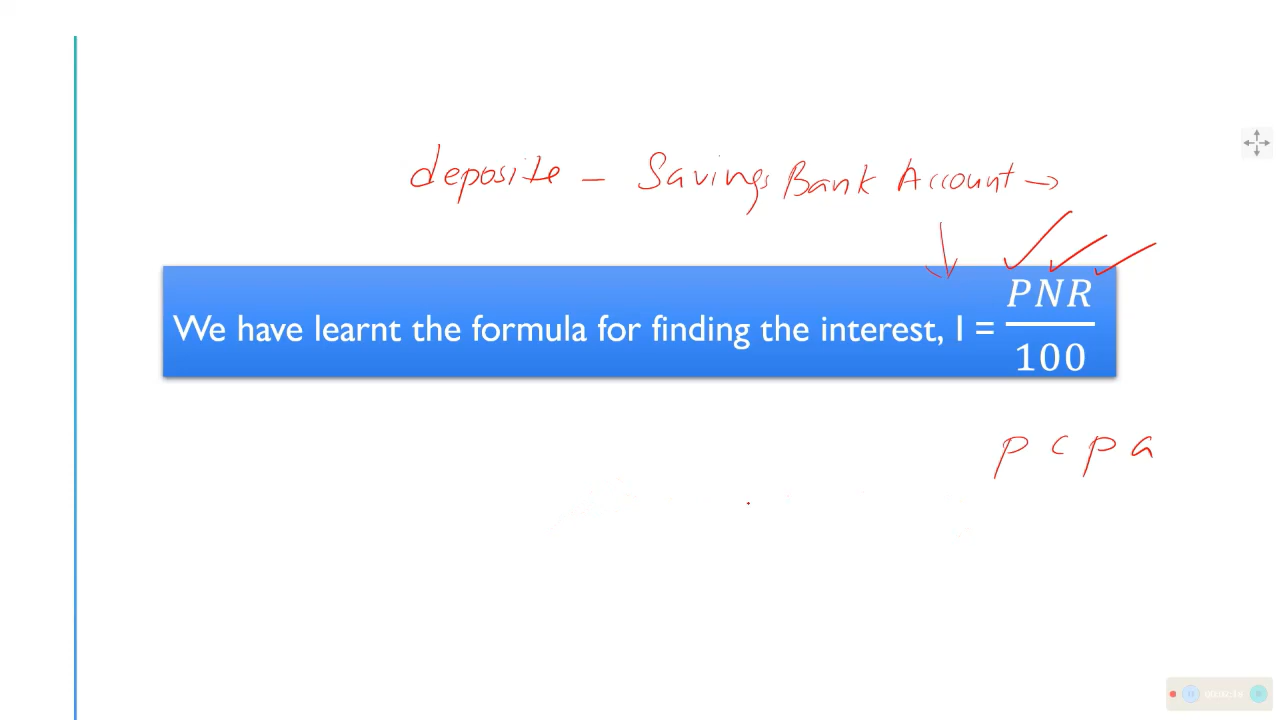 deposite - Savings Bank Account →
We have learnt the formula for finding the interest, I = PNR/100
p c p a